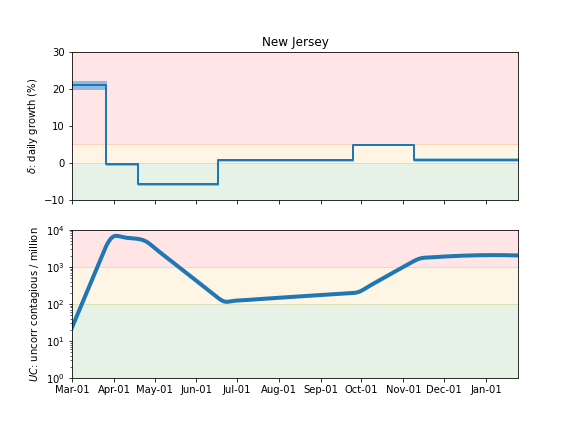 New Jersey
δ: daily growth (%)
30
20
10
0
−10
UC: uncorr contagious / million
10⁴
10³
10²
10¹
10⁰
Mar-01 Apr-01 May-01 Jun-01 Jul-01 Aug-01 Sep-01 Oct-01 Nov-01 Dec-01 Jan-01